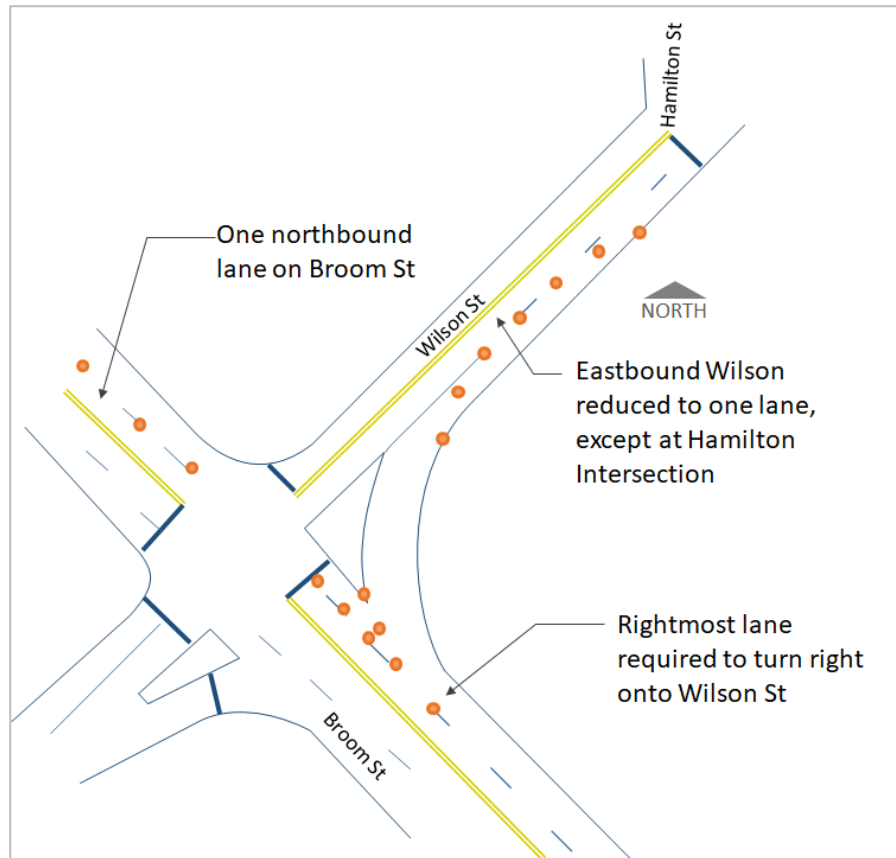 Hamilton St
One northbound
lane on Broom St
Wilson St
NORTH
Eastbound Wilson
reduced to one lane,
except at Hamilton
Intersection
Rightmost lane
required to turn right
onto Wilson St
Broom St